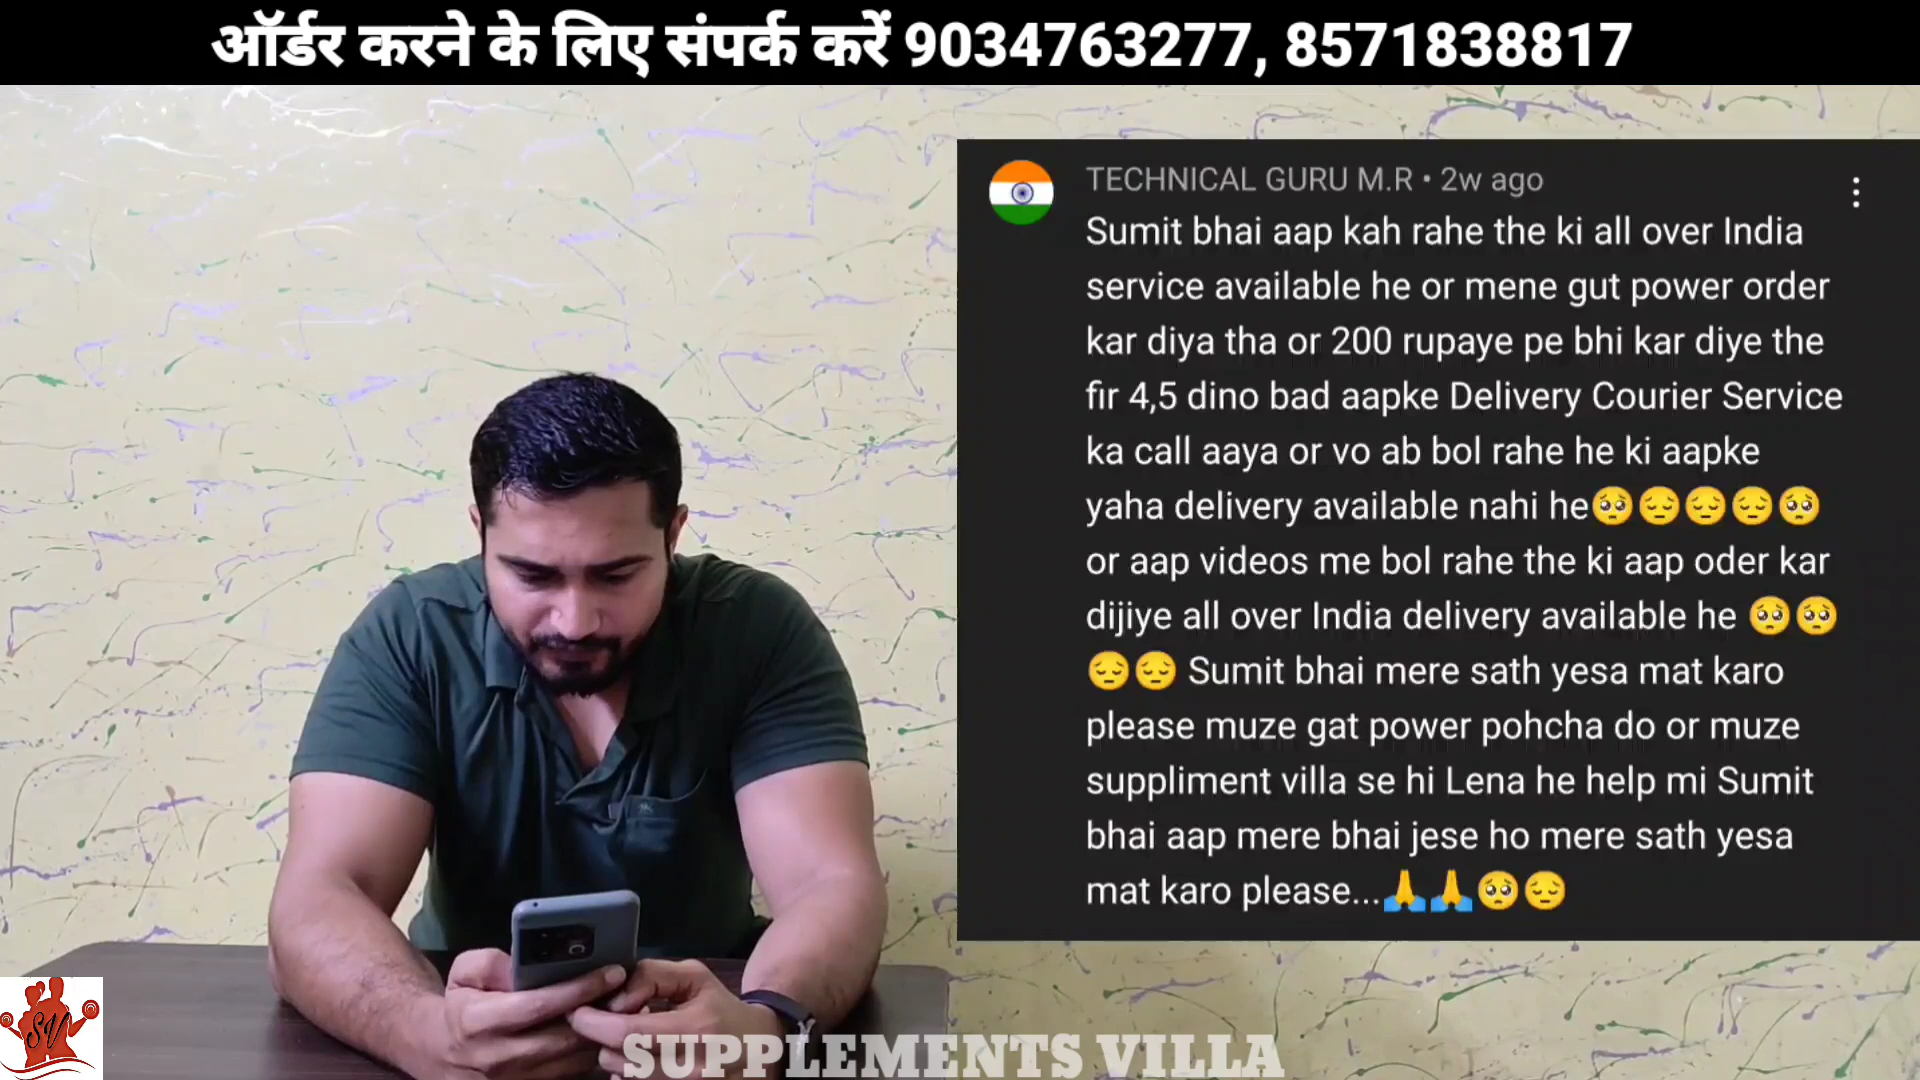 ऑर्डर करने के लिए संपर्क करें 9034763277, 8571838817
TECHNICAL GURU M.R • 2w ago
Sumit bhai aap kah rahe the ki all over India
service available he or mene gut power order
kar diya tha or 200 rupaye pe bhi kar diye the
fir 4,5 dino bad aapke Delivery Courier Service
ka call aaya or vo ab bol rahe he ki aapke
yaha delivery available nahi he🥺😔😔😔🥺
or aap videos me bol rahe the ki aap oder kar
dijiye all over India delivery available he 🥺🥺
😔😔 Sumit bhai mere sath yesa mat karo
please muze gat power pohcha do or muze
suppliment villa se hi Lena he help mi Sumit
bhai aap mere bhai jese ho mere sath yesa
mat karo please...🙏🙏🥺😔
SV
SUPPLEMENTS VILLA